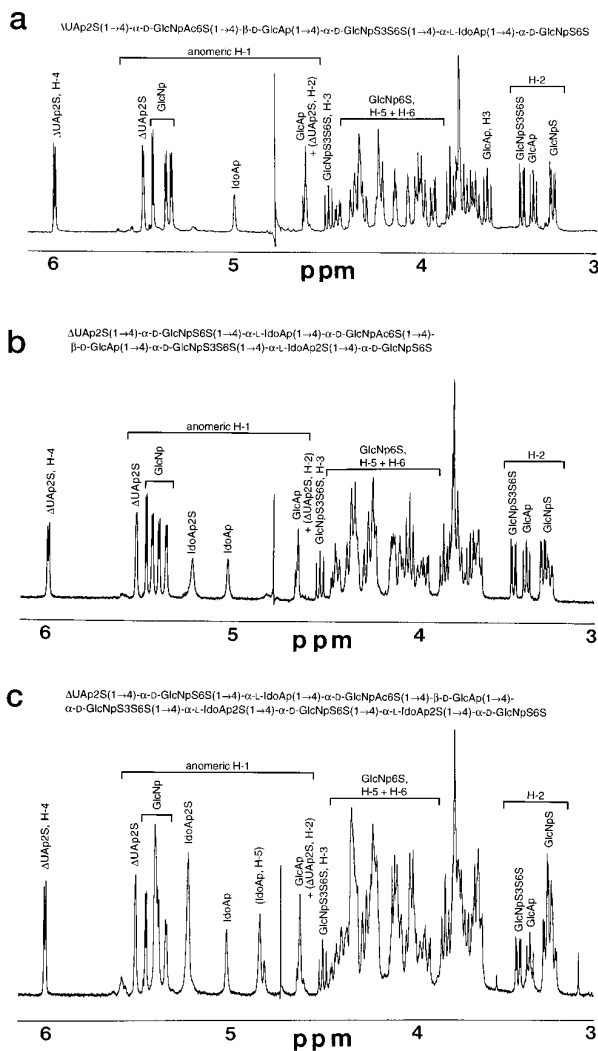 a
ΔUAp2S(1→4)-α-D-GlcNpAc6S(1→4)-β-D-GlcAp(1→4)-α-D-GlcNpS3S6S(1→4)-α-L-IdoAp(1→4)-α-D-GlcNpS6S
anomeric H-1
ΔUAp2S, H-4
ΔUAp2S
GlcNp
IdoAp
GlcAp
+ (ΔUAp2S, H-2)
GlcNpS3S6S, H-3
GlcNp6S,
H-5 + H-6
GlcAp, H3
H-2
GlcNpS3S6S
GlcAp
GlcNpS
6 5 4 3
ppm
b
ΔUAp2S(1→4)-α-D-GlcNpS6S(1→4)-α-L-IdoAp(1→4)-α-D-GlcNpAc6S(1→4)-
β-D-GlcAp(1→4)-α-D-GlcNpS3S6S(1→4)-α-L-IdoAp2S(1→4)-α-D-GlcNpS6S
anomeric H-1
ΔUAp2S, H-4
ΔUAp2S
GlcNp
IdoAp2S
IdoAp
GlcAp
+ (ΔUAp2S, H-2)
GlcNpS3S6S, H-3
GlcNp6S,
H-5 + H-6
H-2
GlcNpS3S6S
GlcAp
GlcNpS
6 5 4 3
ppm
c
ΔUAp2S(1→4)-α-D-GlcNpS6S(1→4)-α-L-IdoAp(1→4)-α-D-GlcNpAc6S(1→4)-β-D-GlcAp(1→4)-
α-D-GlcNpS3S6S(1→4)-α-L-IdoAp2S(1→4)-α-D-GlcNpS6S(1→4)-α-L-IdoAp2S(1→4)-α-D-GlcNpS6S
anomeric H-1
ΔUAp2S, H-4
ΔUAp2S
GlcNp
IdoAp2S
IdoAp
(IdoAp, H-5)
GlcAp
+ (ΔUAp2S, H-2)
GlcNpS3S6S, H-3
GlcNp6S,
H-5 + H-6
H-2
GlcNpS3S6S
GlcAp
GlcNpS
6 5 4 3
ppm